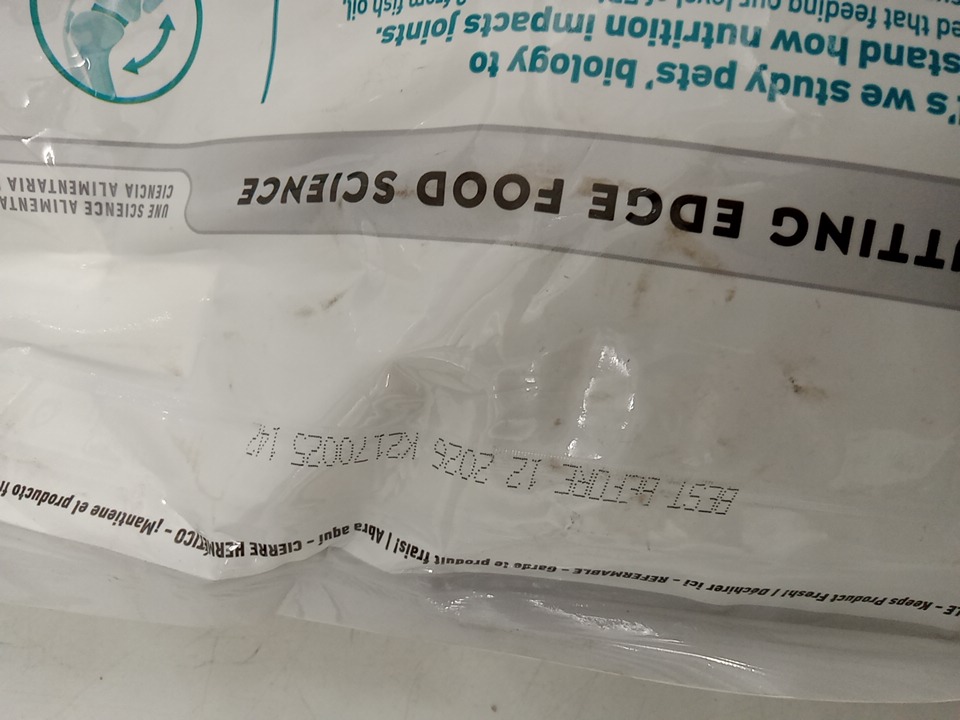 LE - Keeps Product Fresh! / Déchirer ici – REFERMABLE – Garde le produit frais! | Abra aquí – CIERRE HERMÉTICO – ¡Mantiene el producto fr
BEST BEFORE 12 2026 K2170025 14
TTING EDGE FOOD SCIENCE
UNE SCIENCE ALIMENTA
CIENCIA ALIMENTARIA
l's we study pets' biology to
stand how nutrition impacts joints.
ed that feeding our level of from fish oil.